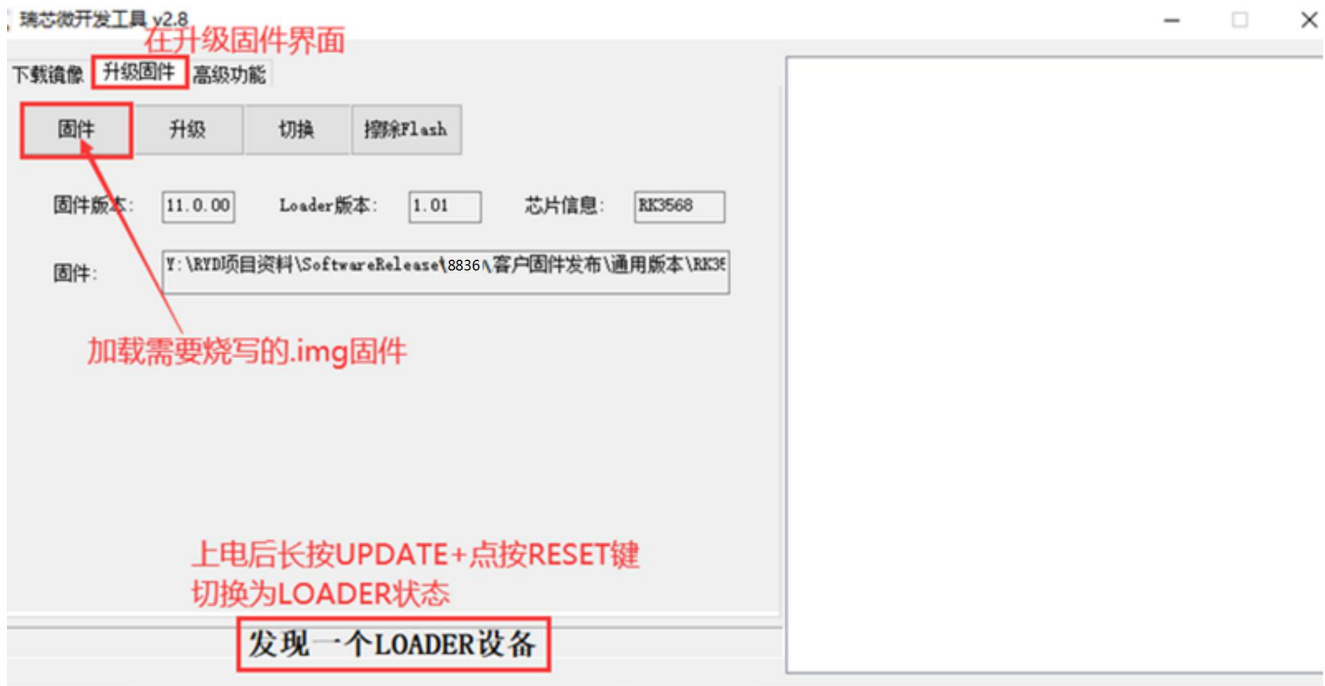 瑞芯微开发工具 v2.8
在升级固件界面
下载镜像 升级固件 高级功能
固件 升级 切换 擦除Flash
固件版本: 11.0.00 Loader版本: 1.01 芯片信息: RK3568
固件: Y:\RYD项目资料\SoftwareRelease\8836\客户固件发布\通用版本\RK35
加载需要烧写的.img固件
上电后长按UPDATE+点按RESET键
切换为LOADER状态
发现一个LOADER设备